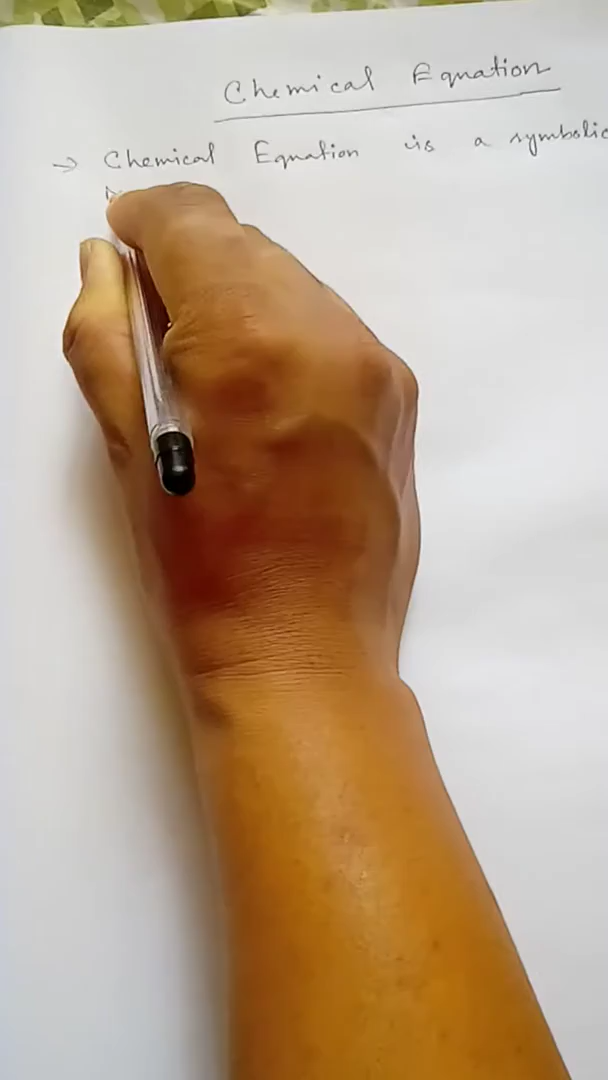 Chemical Equation
→ Chemical Equation is a symbolic